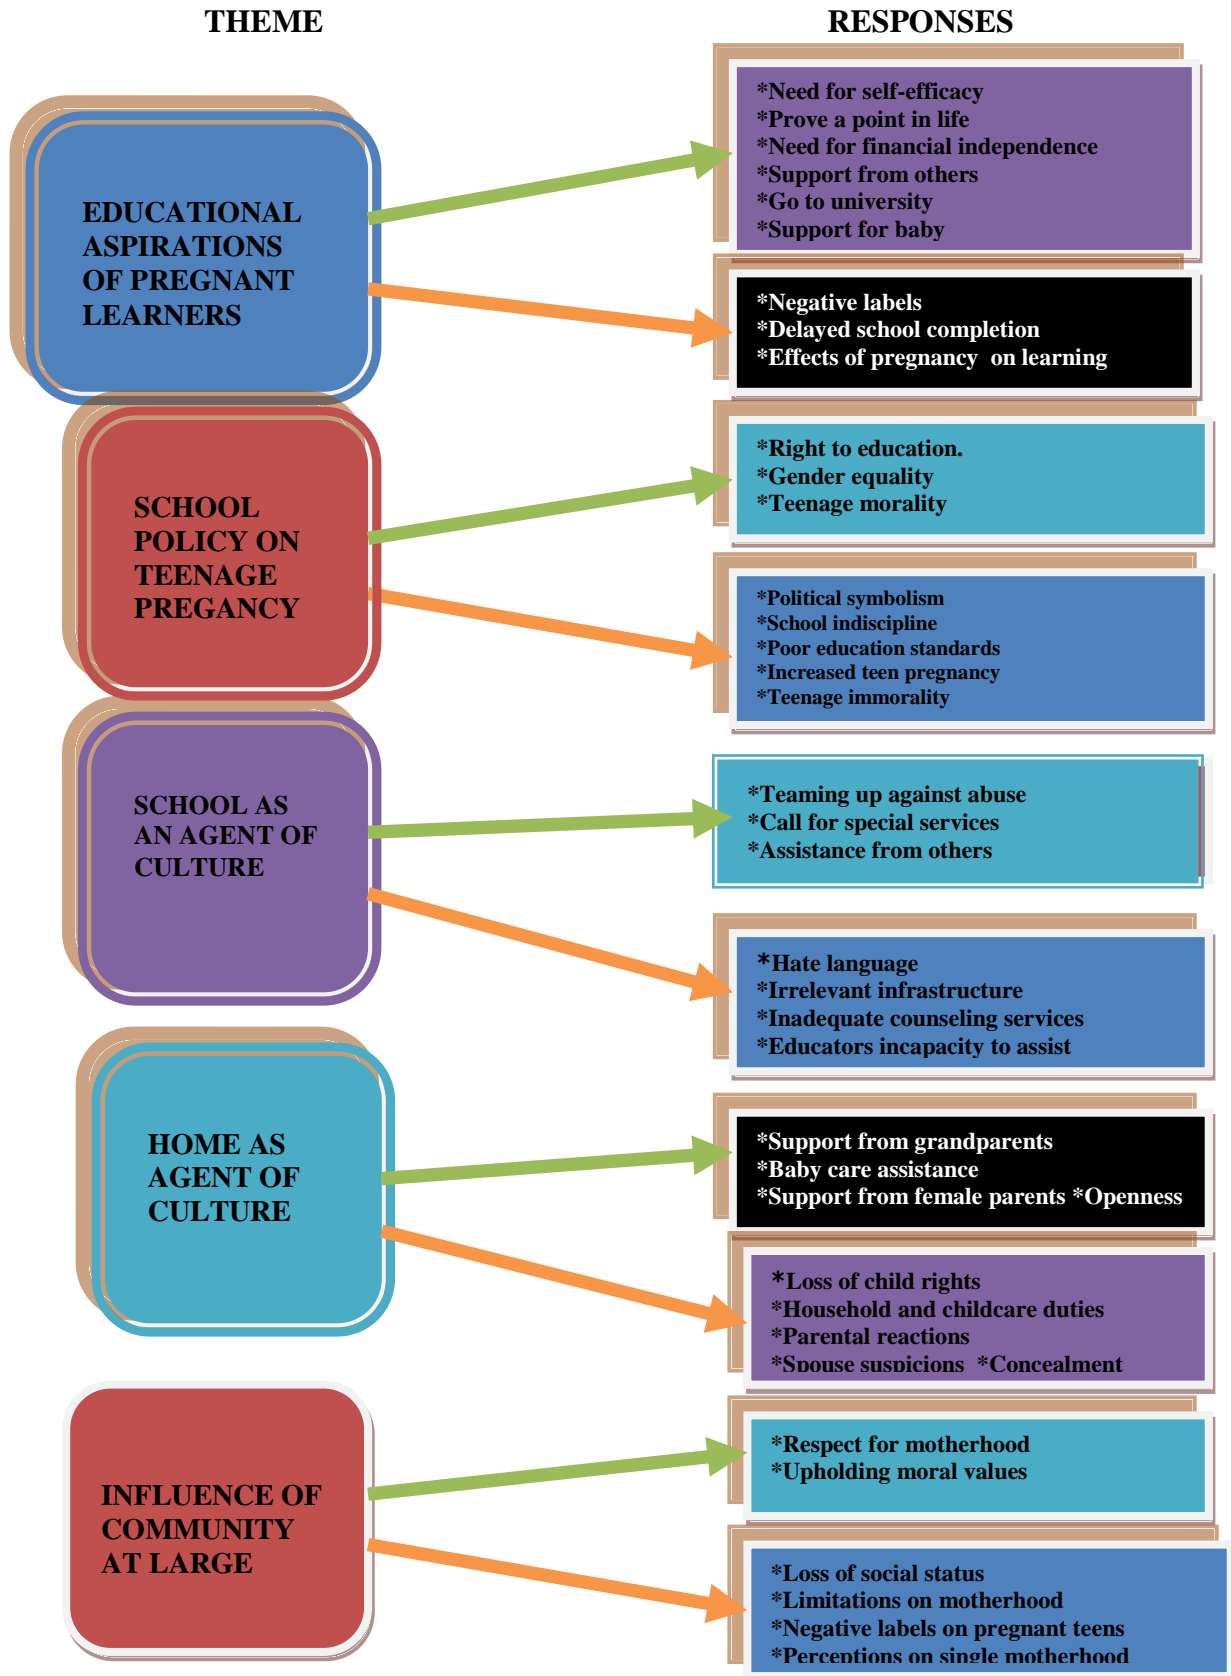 THEME
RESPONSES
EDUCATIONAL
ASPIRATIONS
OF PREGNANT
LEARNERS
*Need for self-efficacy
*Prove a point in life
*Need for financial independence
*Support from others
*Go to university
*Support for baby
*Negative labels
*Delayed school completion
*Effects of pregnancy on learning
SCHOOL
POLICY ON
TEENAGE
PREGANCY
*Right to education.
*Gender equality
*Teenage morality
*Political symbolism
*School indiscipline
*Poor education standards
*Increased teen pregnancy
*Teenage immorality
SCHOOL AS
AN AGENT OF
CULTURE
*Teaming up against abuse
*Call for special services
*Assistance from others
*Hate language
*Irrelevant infrastructure
*Inadequate counseling services
*Educators incapacity to assist
HOME AS
AGENT OF
CULTURE
*Support from grandparents
*Baby care assistance
*Support from female parents *Openness
*Loss of child rights
*Household and childcare duties
*Parental reactions
*Spouse suspicions *Concealment
INFLUENCE OF
COMMUNITY
AT LARGE
*Respect for motherhood
*Upholding moral values
*Loss of social status
*Limitations on motherhood
*Negative labels on pregnant teens
*Perceptions on single motherhood